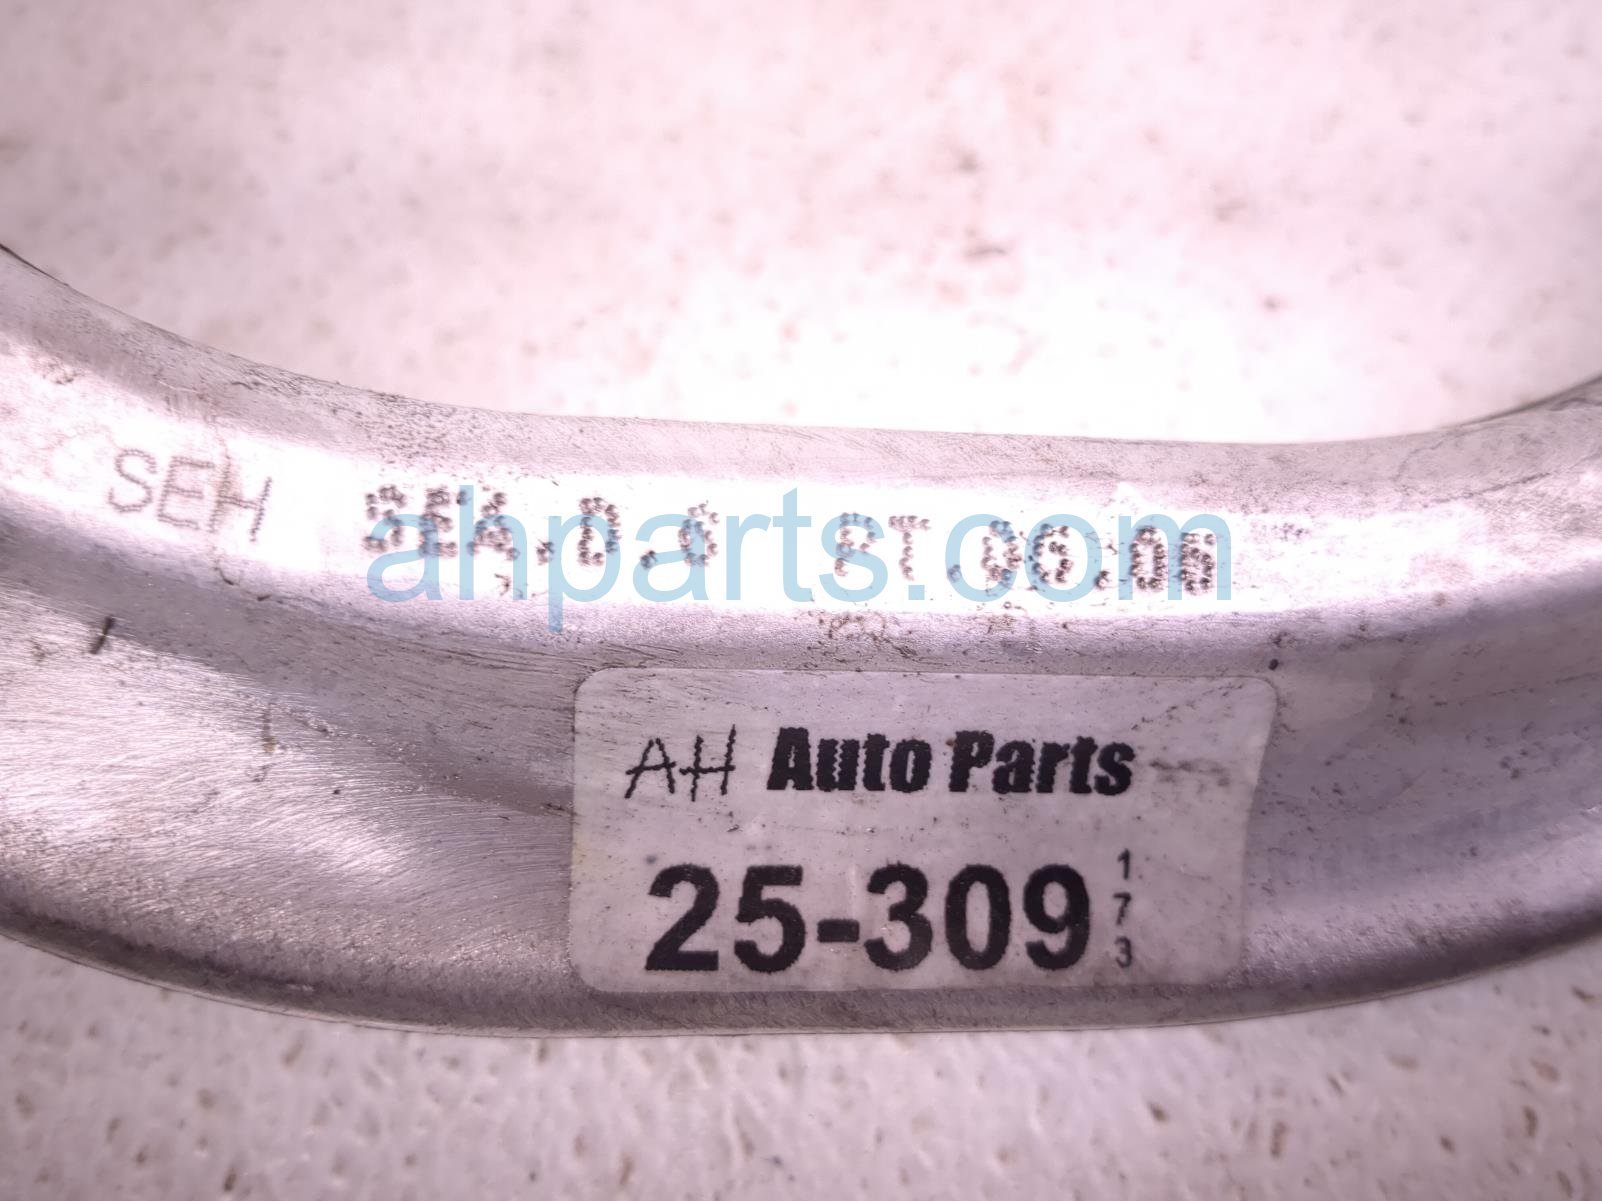 SEH
ahparts.com
AH Auto Parts
25-309
173